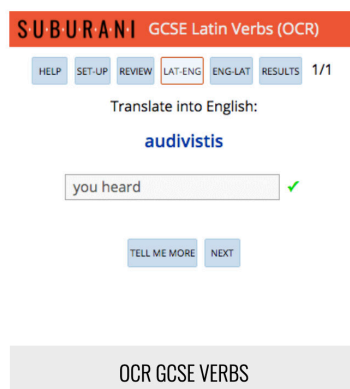 S·U·B·U·R·A·N·I GCSE Latin Verbs (OCR)
HELP SET-UP REVIEW LAT-ENG ENG-LAT RESULTS 1/1
Translate into English:
audivistis
you heard ✓
TELL ME MORE NEXT
OCR GCSE VERBS